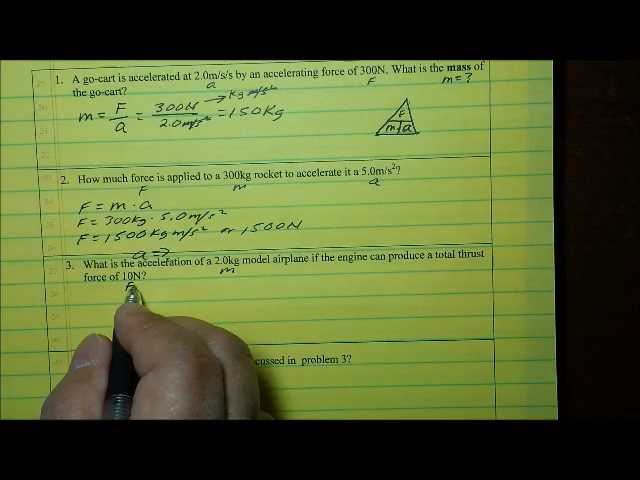 1. A go-cart is accelerated at 2.0m/s/s by an accelerating force of 300N. What is the mass of
a F m=?
the go-cart?
→ kg m/s²
m = F/a = 300N/2.0m/s² = 150Kg
F
m a
2. How much force is applied to a 300kg rocket to accelerate it a 5.0m/s²?
F m a
F = m · a
F = 300kg · 5.0m/s²
F = 1500kg m/s² or 1500N
a ⇒
3. What is the acceleration of a 2.0kg model airplane if the engine can produce a total thrust
m
force of 10N?
F
cussed in problem 3?